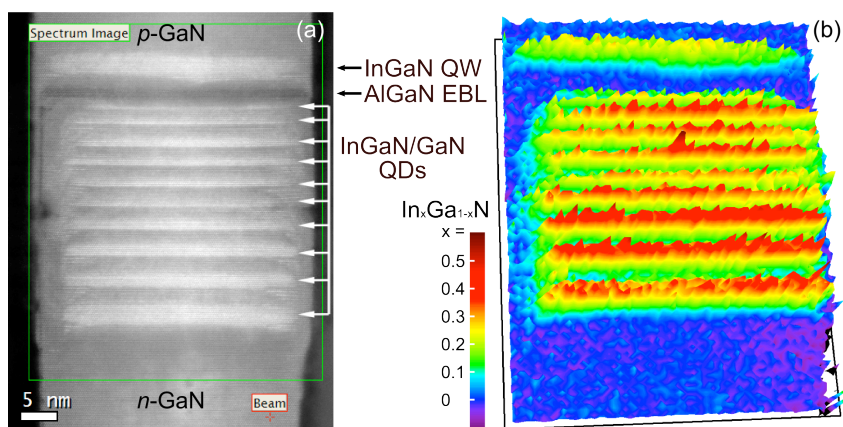 Spectrum Image
p-GaN
(a)
InGaN QW
AlGaN EBL
InGaN/GaN
QDs
5 nm
n-GaN
Beam
(b)
InₓGa₁₋ₓN
x =
0.5
0.4
0.3
0.2
0.1
0